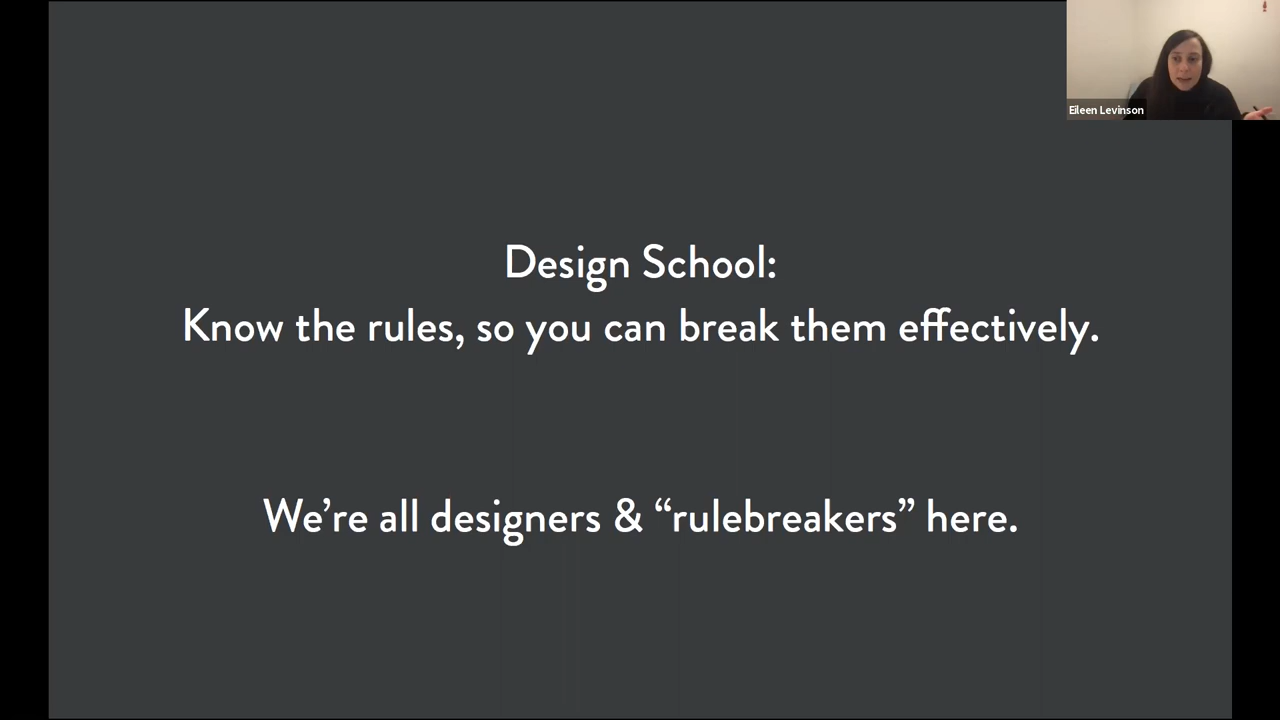 Eileen Levinson
Design School:
Know the rules, so you can break them effectively.
We’re all designers & “rulebreakers” here.